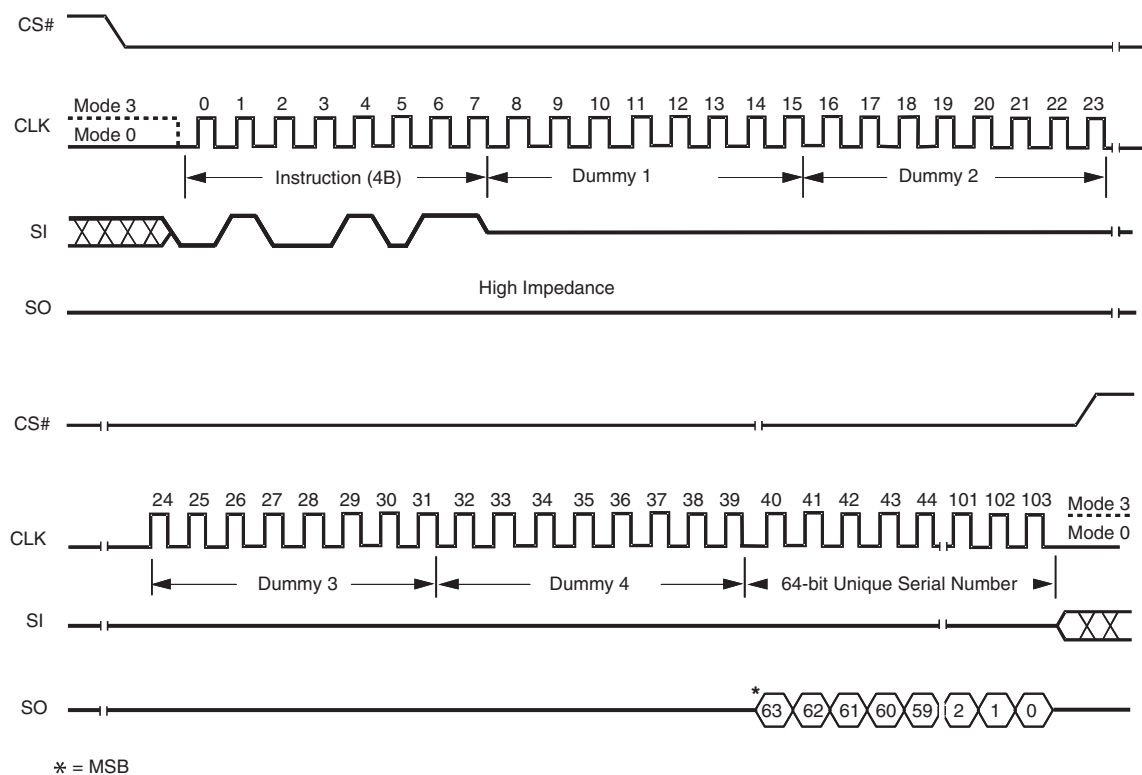 CS#
Mode 3
0 1 2 3 4 5 6 7 8 9 10 11 12 13 14 15 16 17 18 19 20 21 22 23
CLK
Mode 0
Instruction (4B) Dummy 1 Dummy 2
SI
High Impedance
SO
CS#
24 25 26 27 28 29 30 31 32 33 34 35 36 37 38 39 40 41 42 43 44 101 102 103
Mode 3
CLK
Mode 0
Dummy 3 Dummy 4 64-bit Unique Serial Number
SI
*
SO 63 62 61 60 59 2 1 0
* = MSB